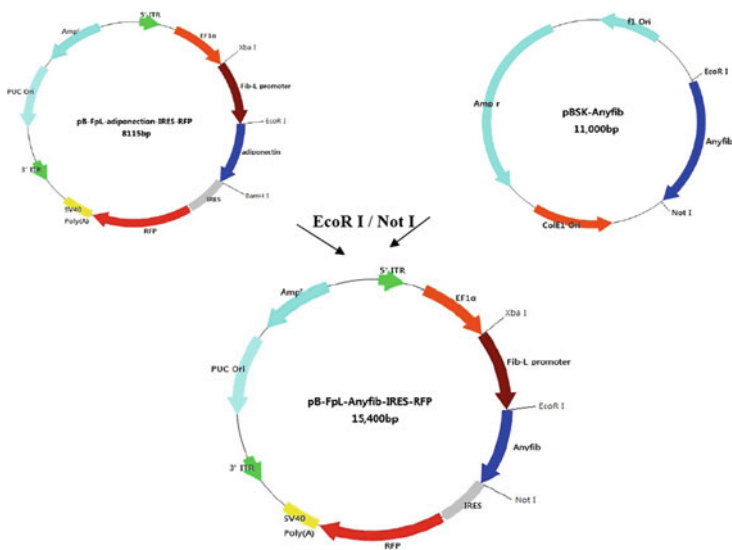 5' ITR
Ampʳ
EF1α
Xba I
PUC Ori
Fib-L promoter
pB-FpL-adiponection-IRES-RFP
8115bp
EcoR I
adiponectin
3' ITR
BamH I
SV40
Poly(A)
IRES
RFP
f1 Ori
EcoR I
Amp r
pBSK-Anyfib
11,000bp
Anyfib
Not I
ColE1 Ori
EcoR I / Not I
5' ITR
Ampʳ
EF1α
Xba I
PUC Ori
Fib-L promoter
pB-FpL-Anyfib-IRES-RFP
15,400bp
EcoR I
Anyfib
3' ITR
Not I
SV40
Poly(A)
IRES
RFP